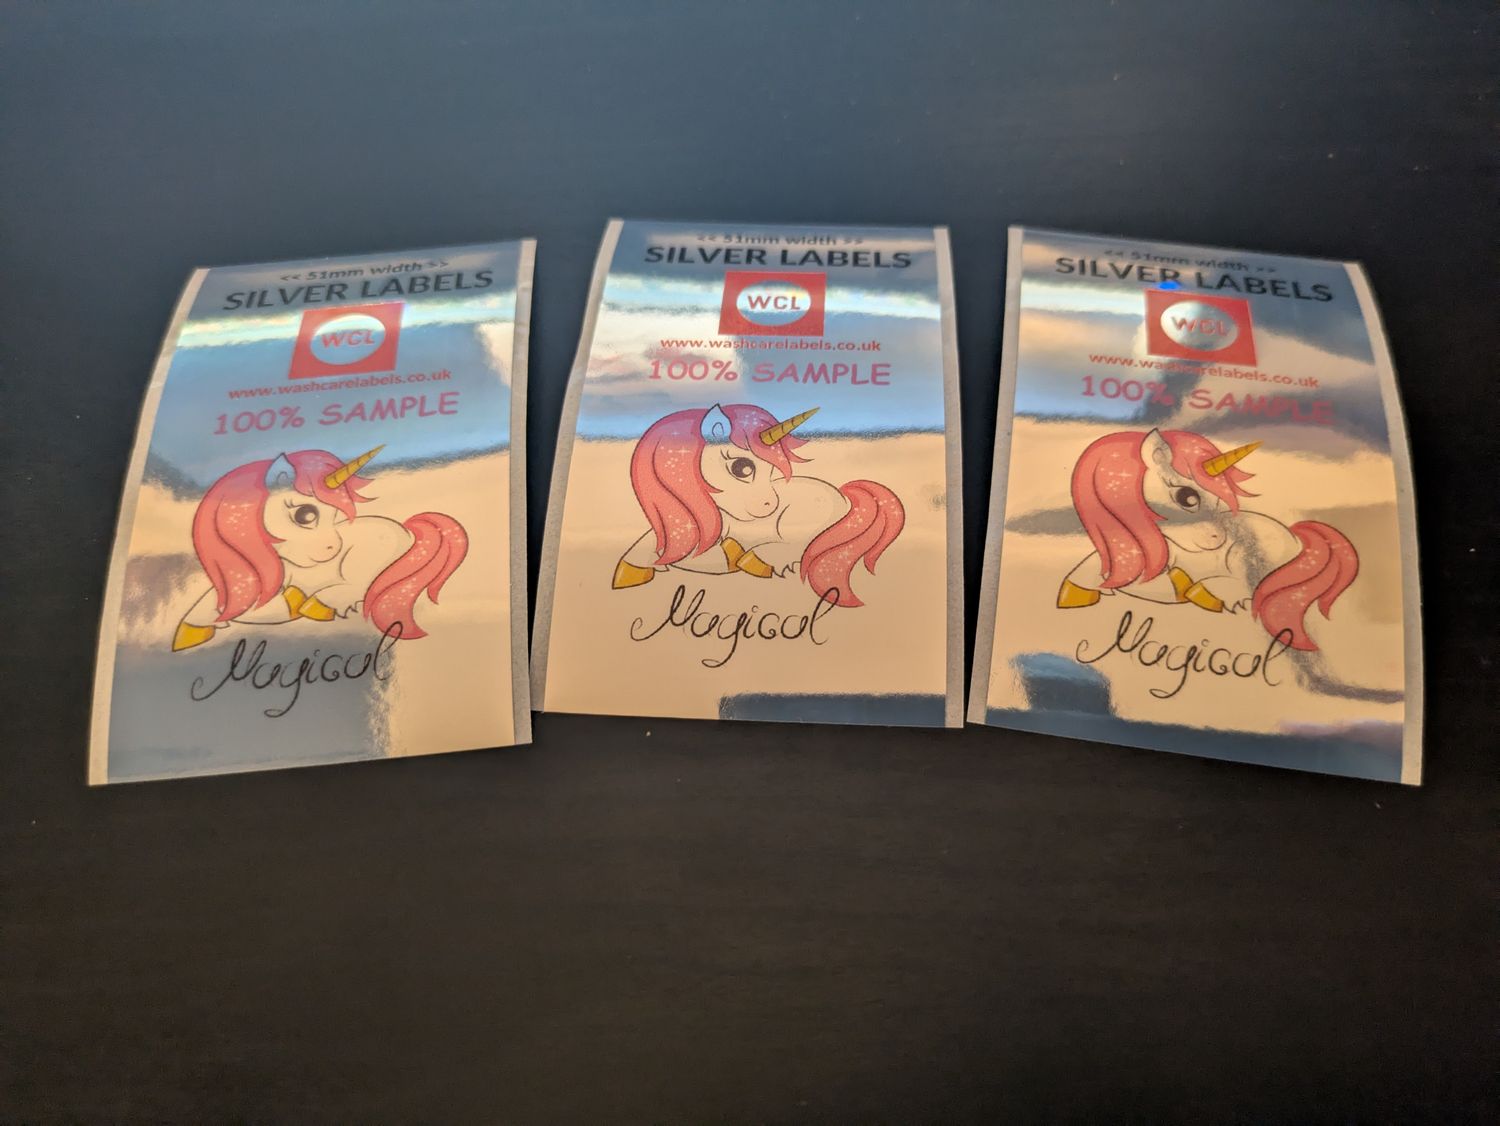 << 51mm width >>
SILVER LABELS
WCL
www.washcarelabels.co.uk
100% SAMPLE
Magical
<< 51mm width >>
SILVER LABELS
WCL
www.washcarelabels.co.uk
100% SAMPLE
Magical
<< 51mm width >>
SILVER LABELS
WCL
www.washcarelabels.co.uk
100% SAMPLE
Magical